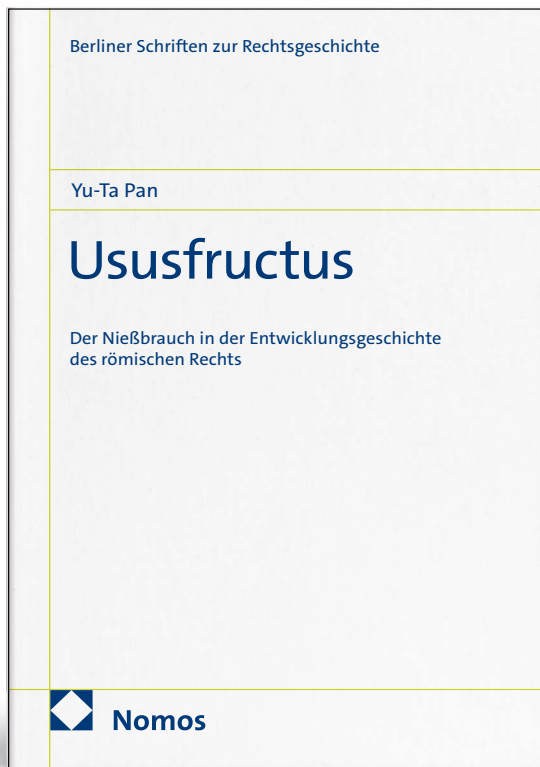 Berliner Schriften zur Rechtsgeschichte
Yu-Ta Pan
Ususfructus
Der Nießbrauch in der Entwicklungsgeschichte
des römischen Rechts
Nomos